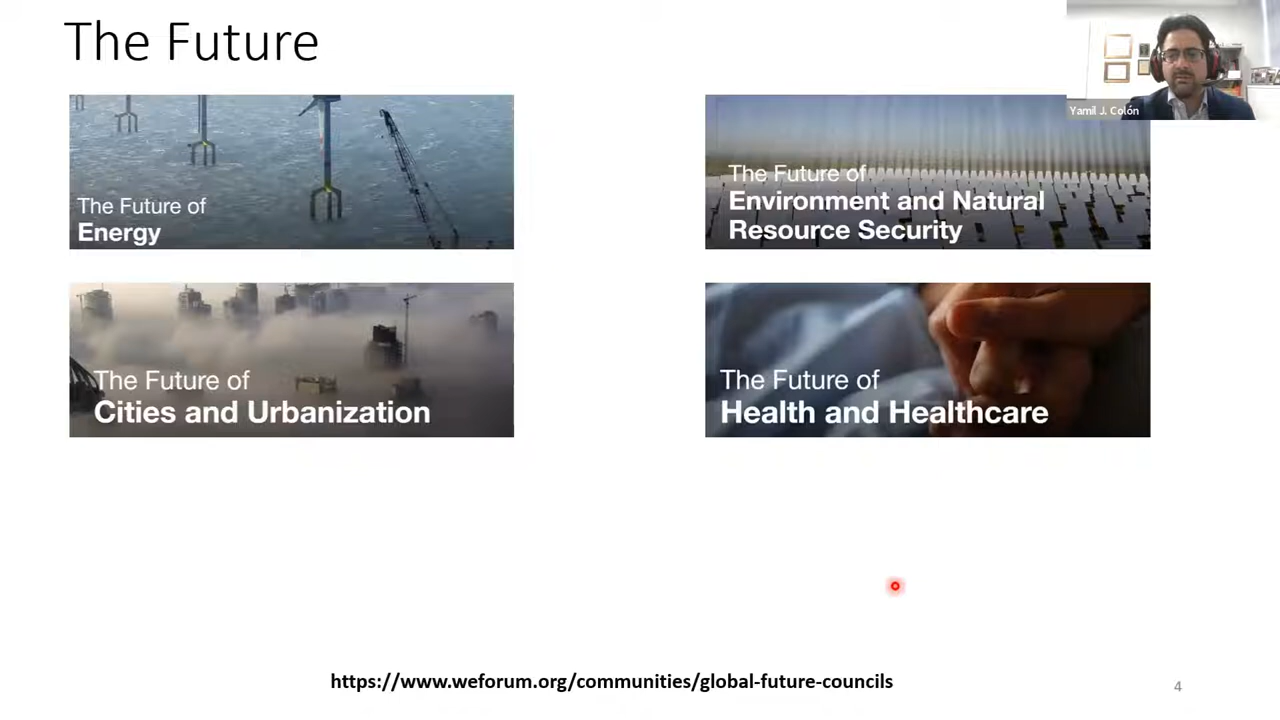 The Future
Yamil J. Colón
The Future of
Energy
The Future of
Environment and Natural
Resource Security
The Future of
Cities and Urbanization
The Future of
Health and Healthcare
https://www.weforum.org/communities/global-future-councils
4